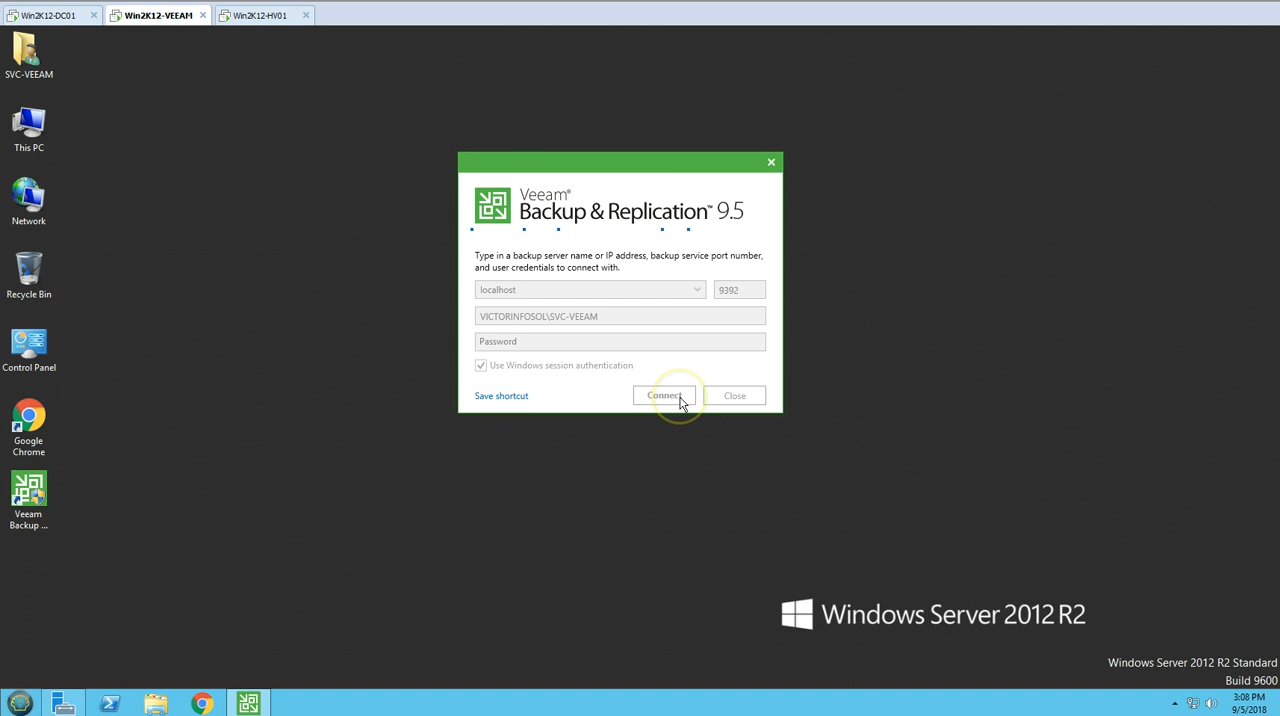 Win2K12-DC01
Win2K12-VEEAM
Win2K12-HV01
SVC-VEEAM
This PC
Network
Recycle Bin
Control Panel
Google
Chrome
Veeam
Backup ...
Veeam®
Backup & Replication™ 9.5
Type in a backup server name or IP address, backup service port number,
and user credentials to connect with.
localhost
9392
VICTORINFOSOL\SVC-VEEAM
Password
Use Windows session authentication
Save shortcut
Connect
Close
Windows Server 2012 R2
Windows Server 2012 R2 Standard
Build 9600
3:08 PM
9/5/2018